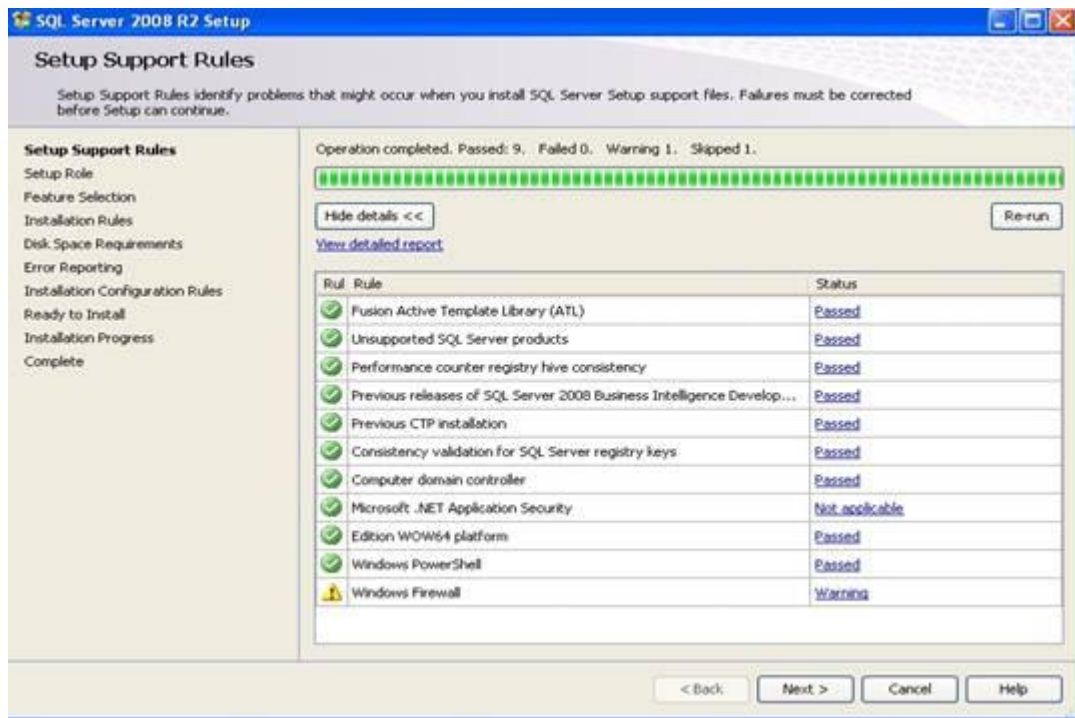 SQL Server 2008 R2 Setup
Setup Support Rules
Setup Support Rules identify problems that might occur when you install SQL Server Setup support files. Failures must be corrected
before Setup can continue.
Setup Support Rules
Setup Role
Feature Selection
Installation Rules
Disk Space Requirements
Error Reporting
Installation Configuration Rules
Ready to Install
Installation Progress
Complete
Operation completed. Passed: 9. Failed 0. Warning 1. Skipped 1.
Hide details <<
Re-run
View detailed report
Rul Rule Status
Fusion Active Template Library (ATL) Passed
Unsupported SQL Server products Passed
Performance counter registry hive consistency Passed
Previous releases of SQL Server 2008 Business Intelligence Develop... Passed
Previous CTP installation Passed
Consistency validation for SQL Server registry keys Passed
Computer domain controller Passed
Microsoft .NET Application Security Not applicable
Edition WOW64 platform Passed
Windows PowerShell Passed
Windows Firewall Warning
< Back Next > Cancel Help